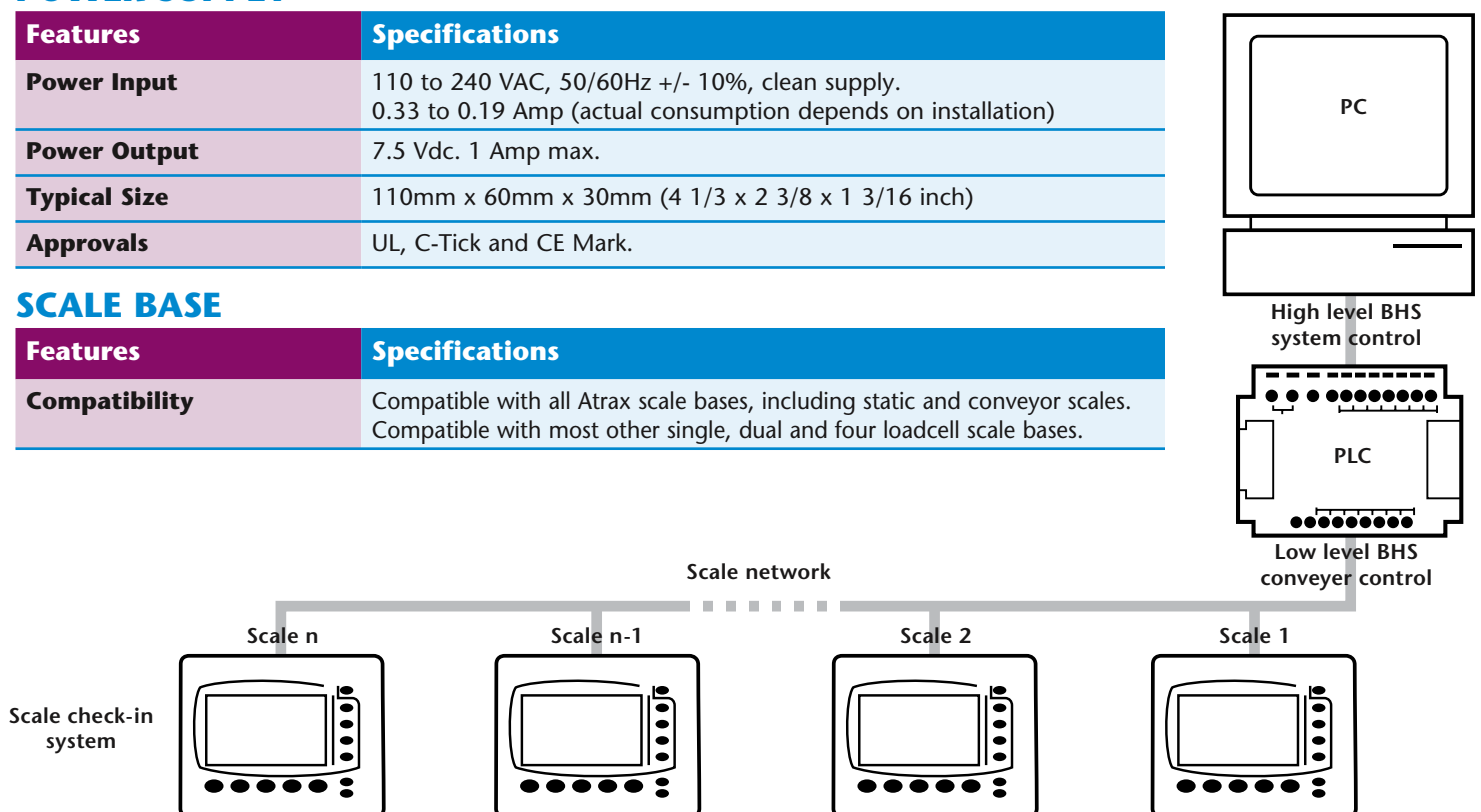 POWER SUPPLY
Features Specifications
Power Input 110 to 240 VAC, 50/60Hz +/- 10%, clean supply.
0.33 to 0.19 Amp (actual consumption depends on installation)
Power Output 7.5 Vdc. 1 Amp max.
Typical Size 110mm x 60mm x 30mm (4 1/3 x 2 3/8 x 1 3/16 inch)
Approvals UL, C-Tick and CE Mark.
SCALE BASE
Features Specifications
Compatibility Compatible with all Atrax scale bases, including static and conveyor scales.
Compatible with most other single, dual and four loadcell scale bases.
PC
High level BHS
system control
PLC
Low level BHS
conveyer control
Scale network
Scale n Scale n-1 Scale 2 Scale 1
Scale check-in
system